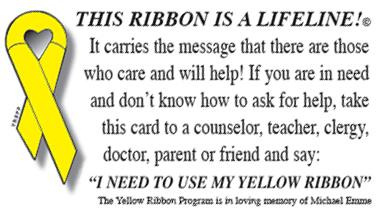 THIS RIBBON IS A LIFELINE!©
It carries the message that there are those
who care and will help! If you are in need
and don't know how to ask for help, take
this card to a counselor, teacher, clergy,
doctor, parent or friend and say:
"I NEED TO USE MY YELLOW RIBBON"
The Yellow Ribbon Program is in loving memory of Michael Emme